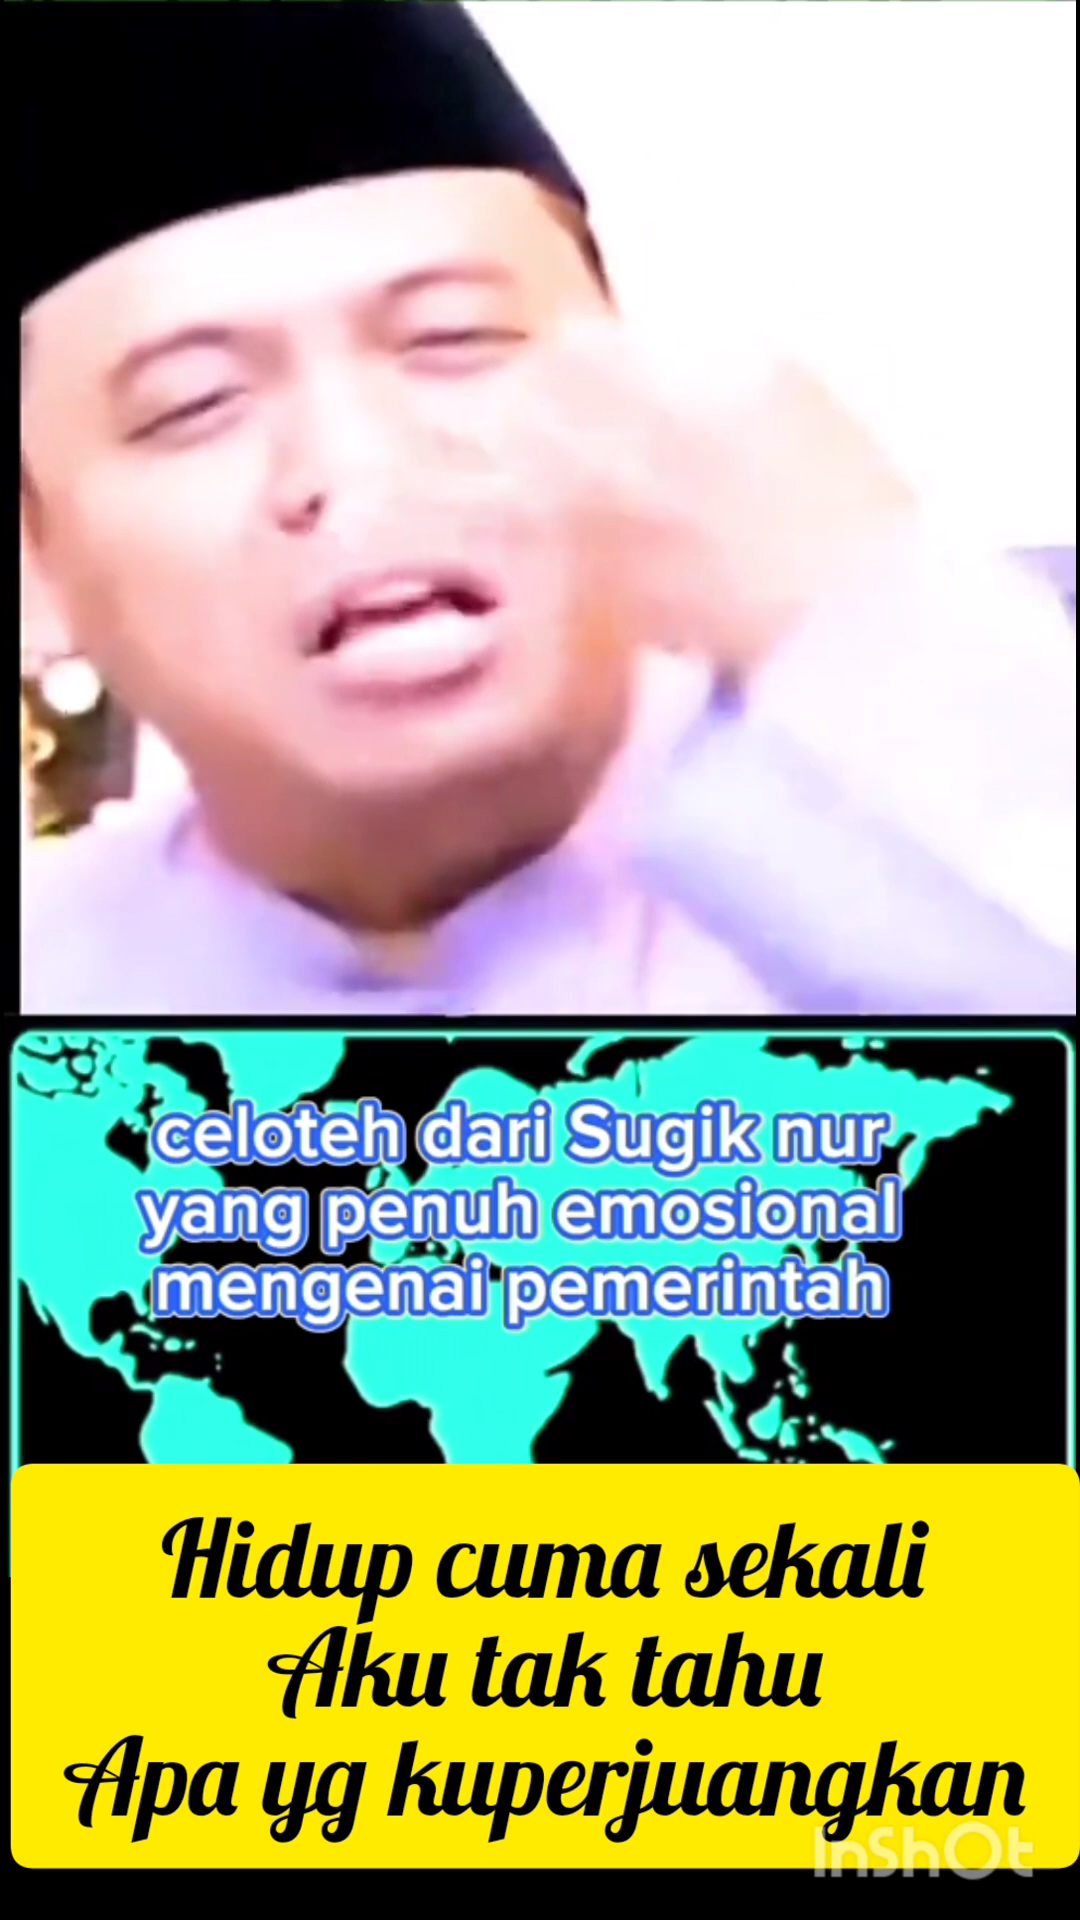 celoteh dari Sugik nur
yang penuh emosional
mengenai pemerintah
Hidup cuma sekali
Aku tak tahu
Apa yg kuperjuangkan
InShOt